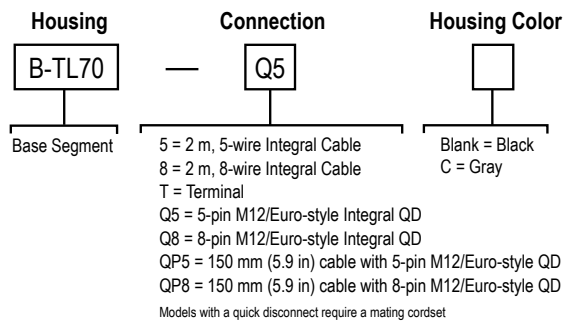 Housing Connection Housing Color
B-TL70 — Q5
Base Segment
5 = 2 m, 5-wire Integral Cable
8 = 2 m, 8-wire Integral Cable
T = Terminal
Q5 = 5-pin M12/Euro-style Integral QD
Q8 = 8-pin M12/Euro-style Integral QD
QP5 = 150 mm (5.9 in) cable with 5-pin M12/Euro-style QD
QP8 = 150 mm (5.9 in) cable with 8-pin M12/Euro-style QD
Models with a quick disconnect require a mating cordset
Blank = Black
C = Gray